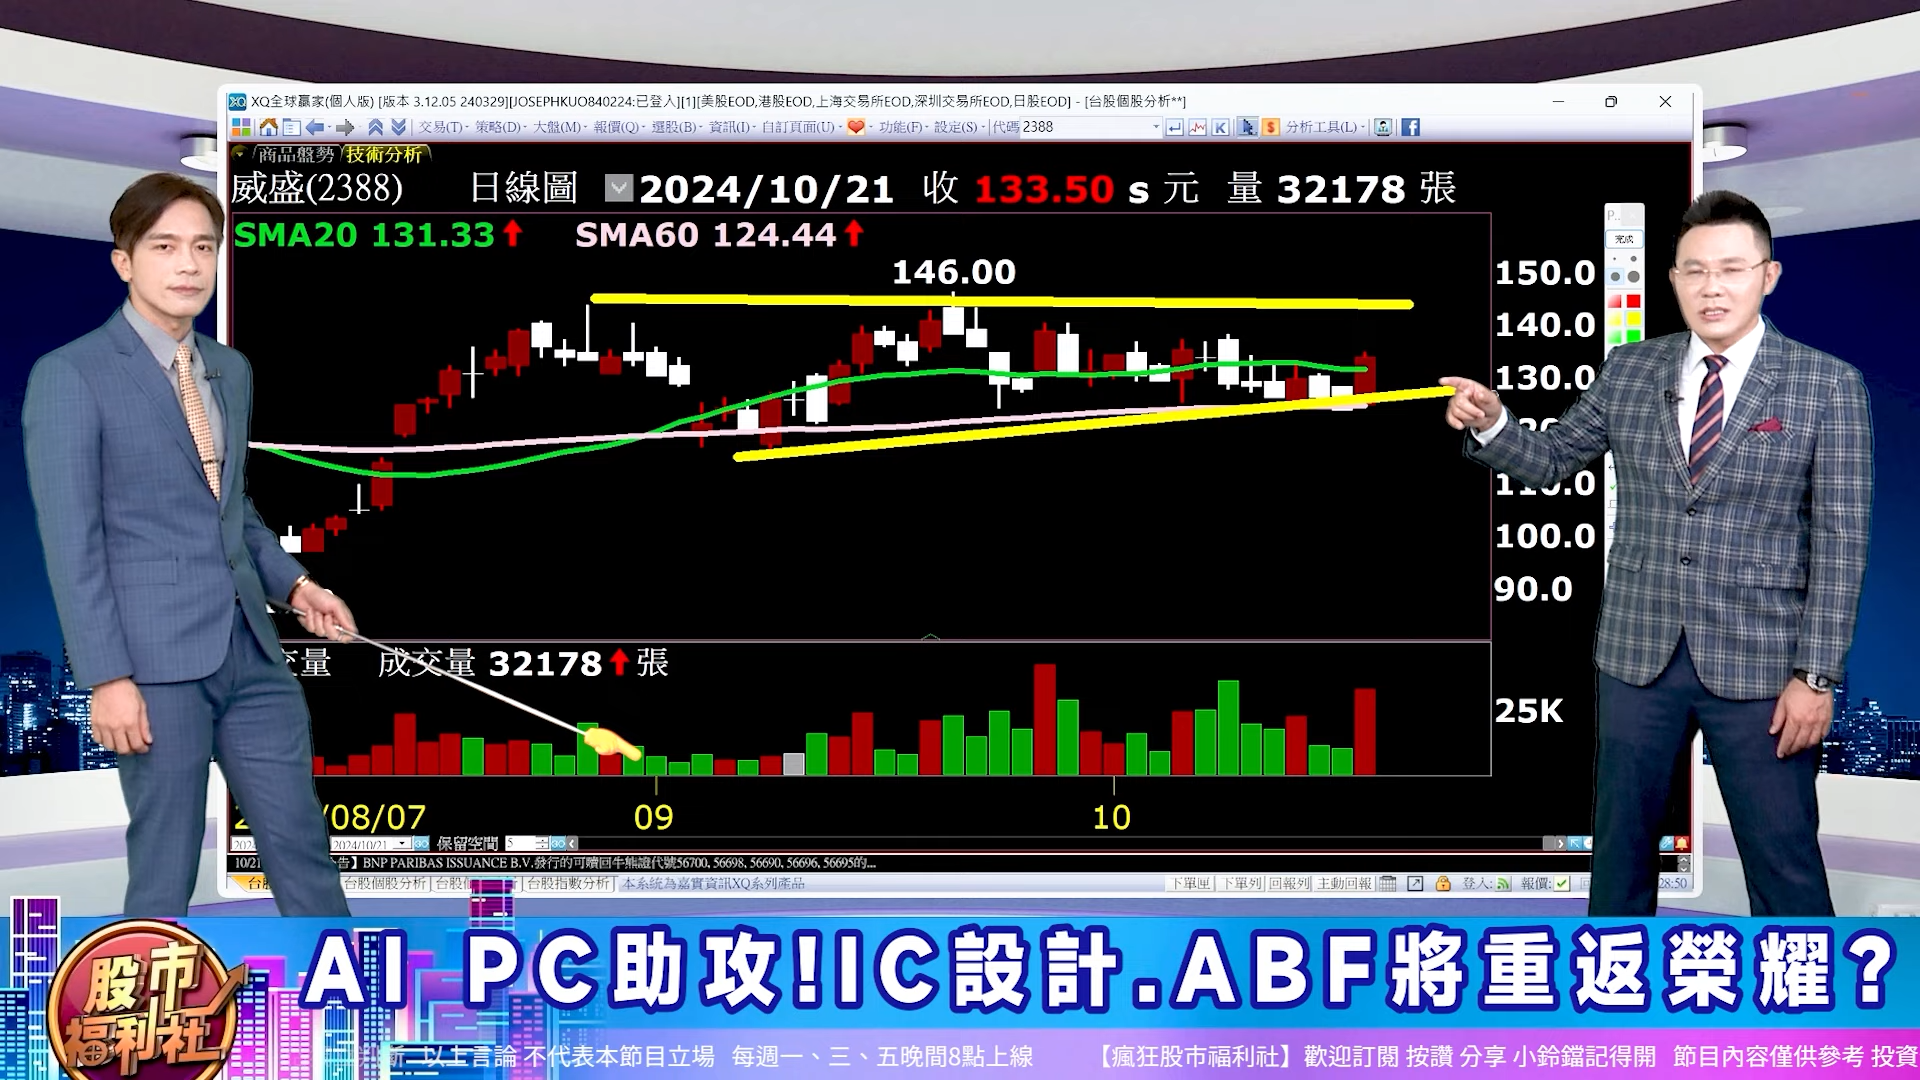 XQ全球贏家(個人版) [版本 3.12.05 240329][JOSEPHKUO840224:已登入][1][美股EOD,港股EOD,上海交易所EOD,深圳交易所EOD,日股EOD] - [台股個股分析**]
交易(T) 策略(D) 大盤(M) 報價(Q) 選股(B) 資訊(I) 自訂頁面(U) 功能(F) 設定(S) 代碼 2388 分析工具(L)
商品盤勢 技術分析
威盛(2388) 日線圖 2024/10/21 收 133.50 s 元 量 32178 張
SMA20 131.33 SMA60 124.44
完成
146.00
150.0
140.0
130.0
110.0
100.0
90.0
交量 成交量 32178 張
25K
/08/07 09 10
2024/10/21 保留空間 5
10/21 告】BNP PARIBAS ISSUANCE B.V.發行的可贖回牛熊證代號56700, 56698, 56690, 56696, 56695的...
台股個股分析 台股指數分析 本系統為嘉實資訊XQ系列產品 下單匣 下單列 回報列 主動回報 登入: 報價: 28:50
AI PC助攻!IC設計.ABF將重返榮耀?
股市
福利社
以上言論 不代表本節目立場 每週一、三、五晚間8點上線 【瘋狂股市福利社】歡迎訂閱 按讚 分享 小鈴鐺記得開 節目內容僅供參考 投資